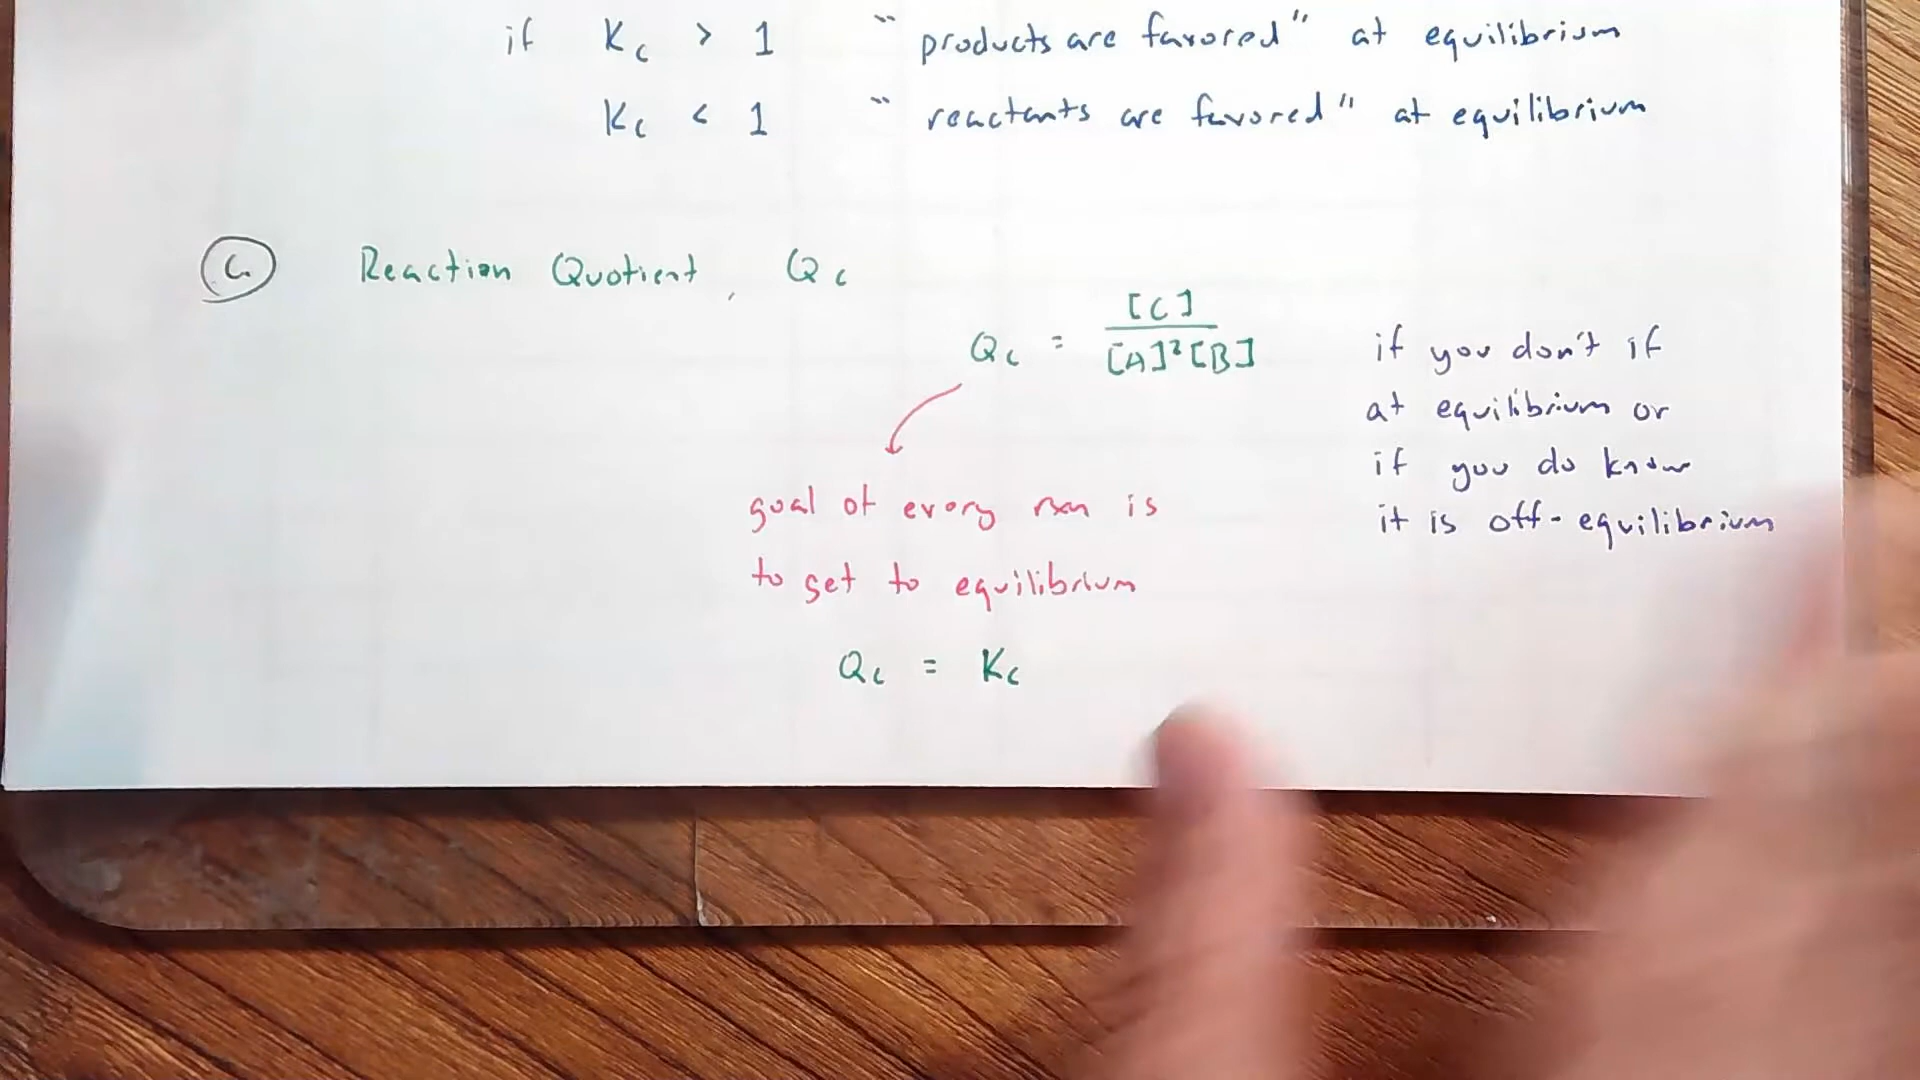 if Kc > 1 "products are favored" at equilibrium
Kc < 1 "reactants are favored" at equilibrium
C. Reaction Quotient, Qc
Qc = [C] / [A]²[B]
if you don't if
at equilibrium or
if you do know
it is off-equilibrium
goal of every rxn is
to get to equilibrium
Qc = Kc